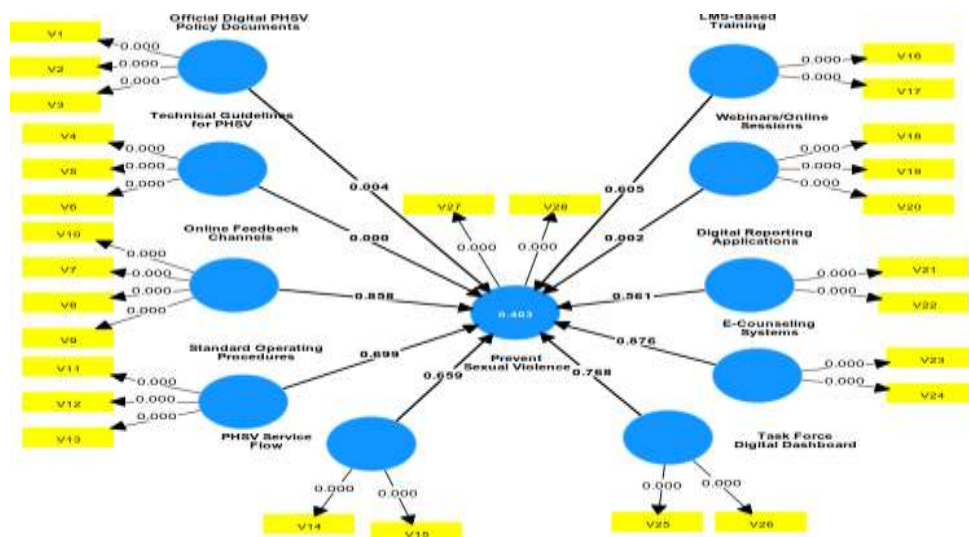 Official Digital PHSV
Policy Documents
V1
0.000
V2
0.000
V3
0.000
Technical Guidelines
for PHSV
V4
0.000
V5
0.000
V6
0.000
Online Feedback
Channels
V10
0.000
V7
0.000
V8
0.000
V9
0.000
Standard Operating
Procedures
V11
0.000
V12
0.000
V13
0.000
PHSV Service
Flow
V14
0.000
V15
0.000
0.004
0.000
0.858
0.699
0.659
V27
0.000
V28
0.000
0.403
Prevent
Sexual Violence
LMS-Based
Training
V16
0.000
V17
0.000
Webinars/Online
Sessions
V18
0.000
V19
0.000
V20
0.000
Digital Reporting
Applications
V21
0.000
V22
0.000
E-Counseling
Systems
V23
0.000
V24
0.000
Task Force
Digital Dashboard
V25
0.000
V26
0.000
0.605
0.002
0.561
0.876
0.768